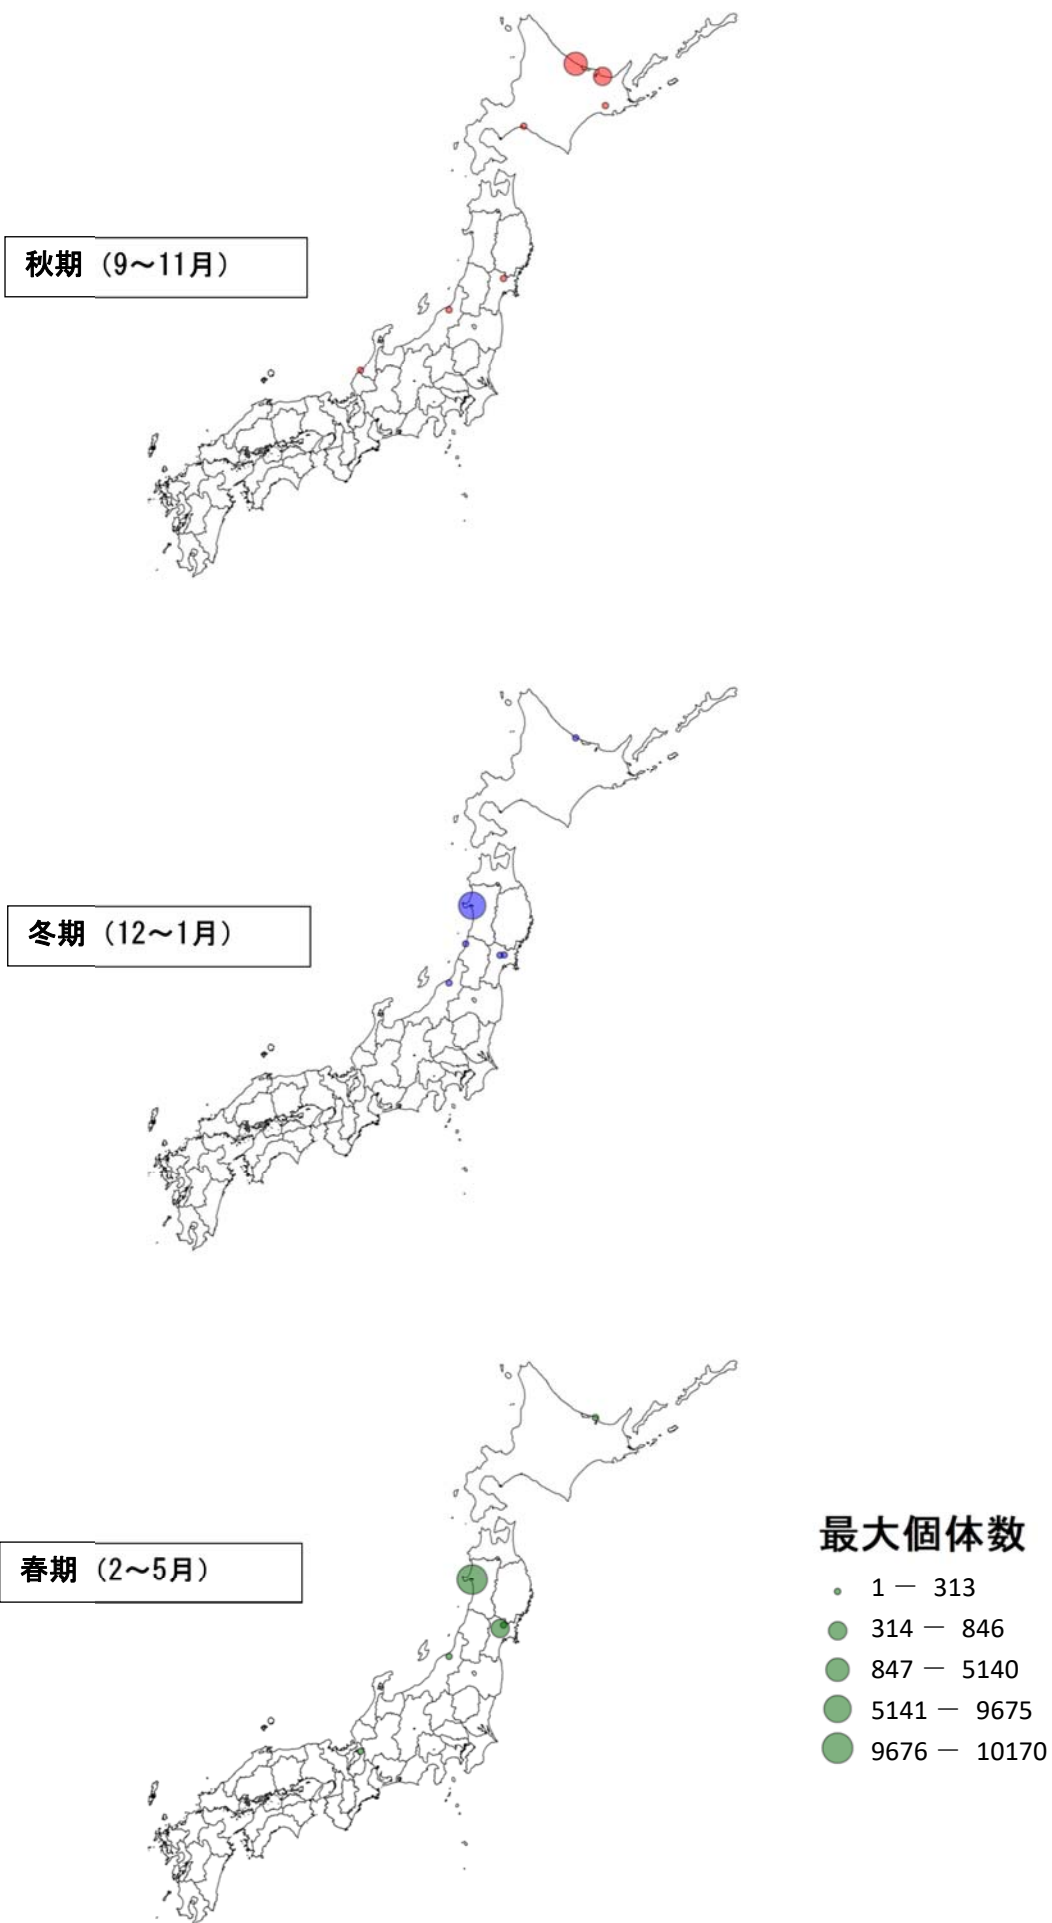 秋期（9～11月）
冬期（12～1月）
春期（2～5月）
最大個体数
1 － 313
314 － 846
847 － 5140
5141 － 9675
9676 － 10170